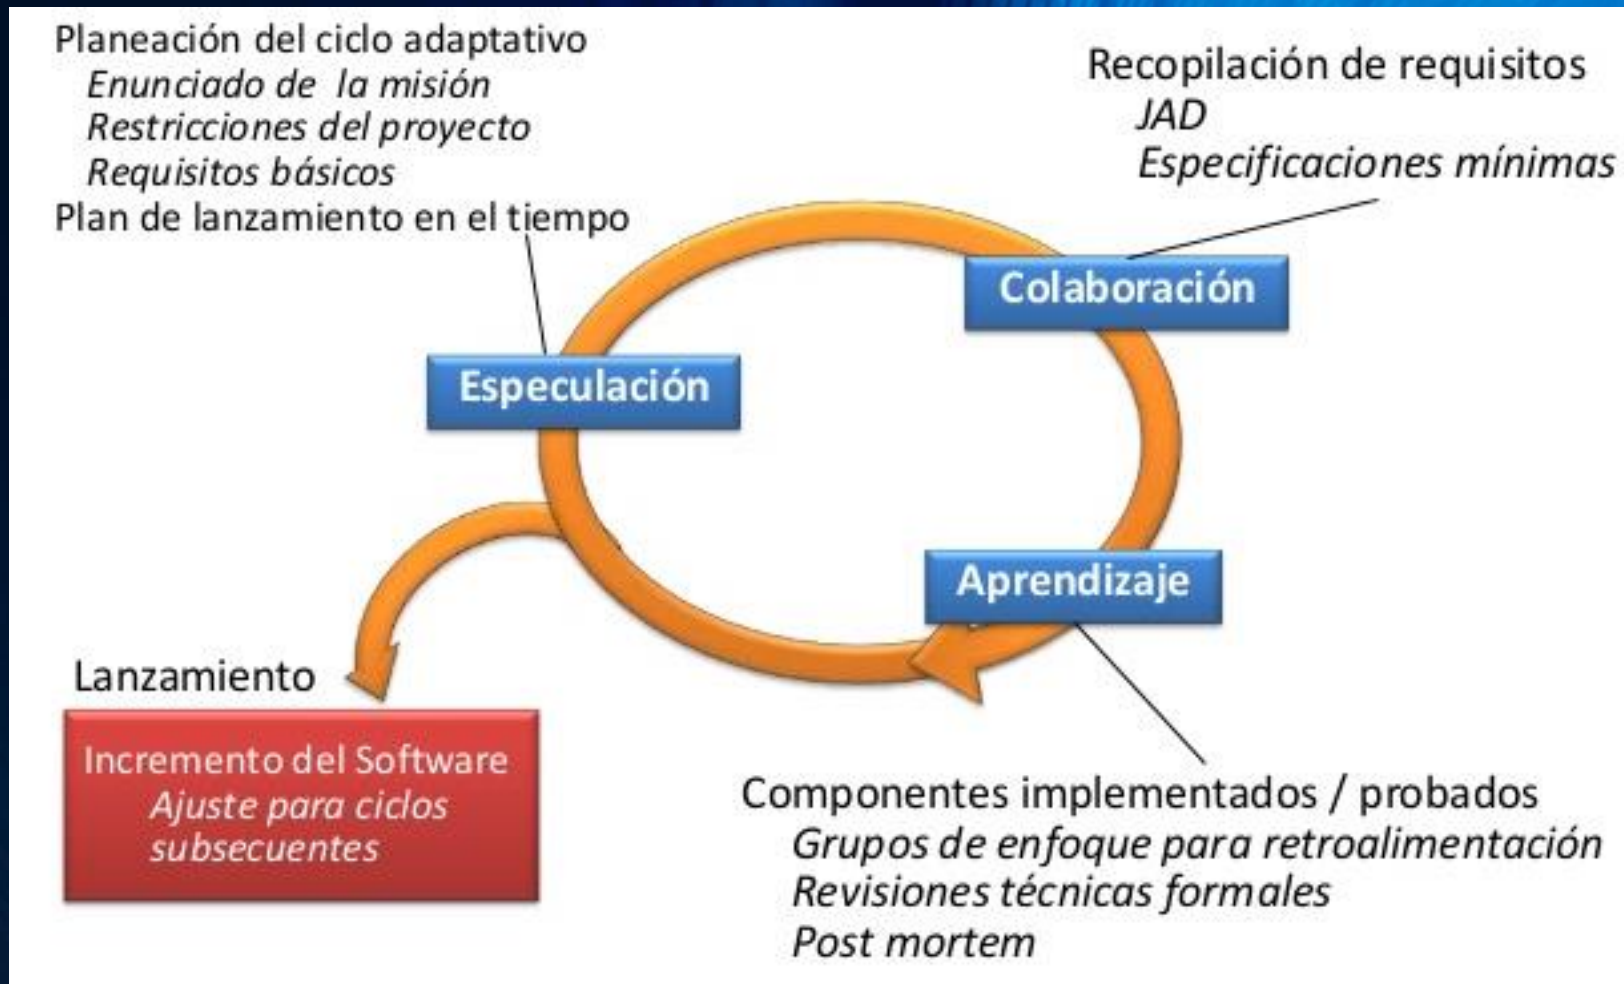 Planeación del ciclo adaptativo
Enunciado de la misión
Restricciones del proyecto
Requisitos básicos
Plan de lanzamiento en el tiempo
Recopilación de requisitos
JAD
Especificaciones mínimas
Colaboración
Especulación
Aprendizaje
Lanzamiento
Incremento del Software
Ajuste para ciclos
subsecuentes
Componentes implementados / probados
Grupos de enfoque para retroalimentación
Revisiones técnicas formales
Post mortem